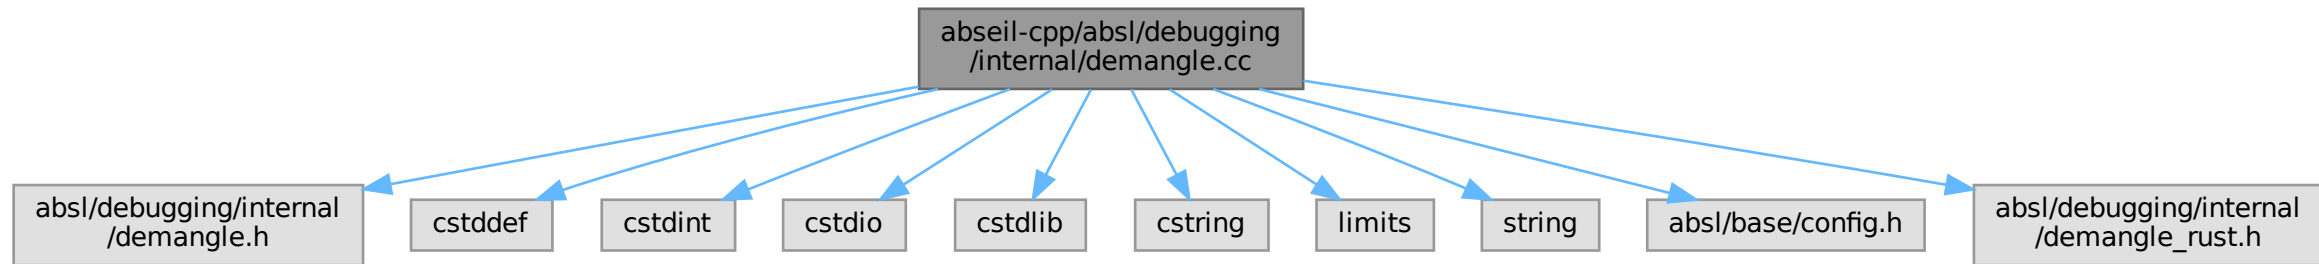 abseil-cpp/absl/debugging
/internal/demangle.cc
absl/debugging/internal
/demangle.h
cstddef
cstdint
cstdio
cstdlib
cstring
limits
string
absl/base/config.h
absl/debugging/internal
/demangle_rust.h